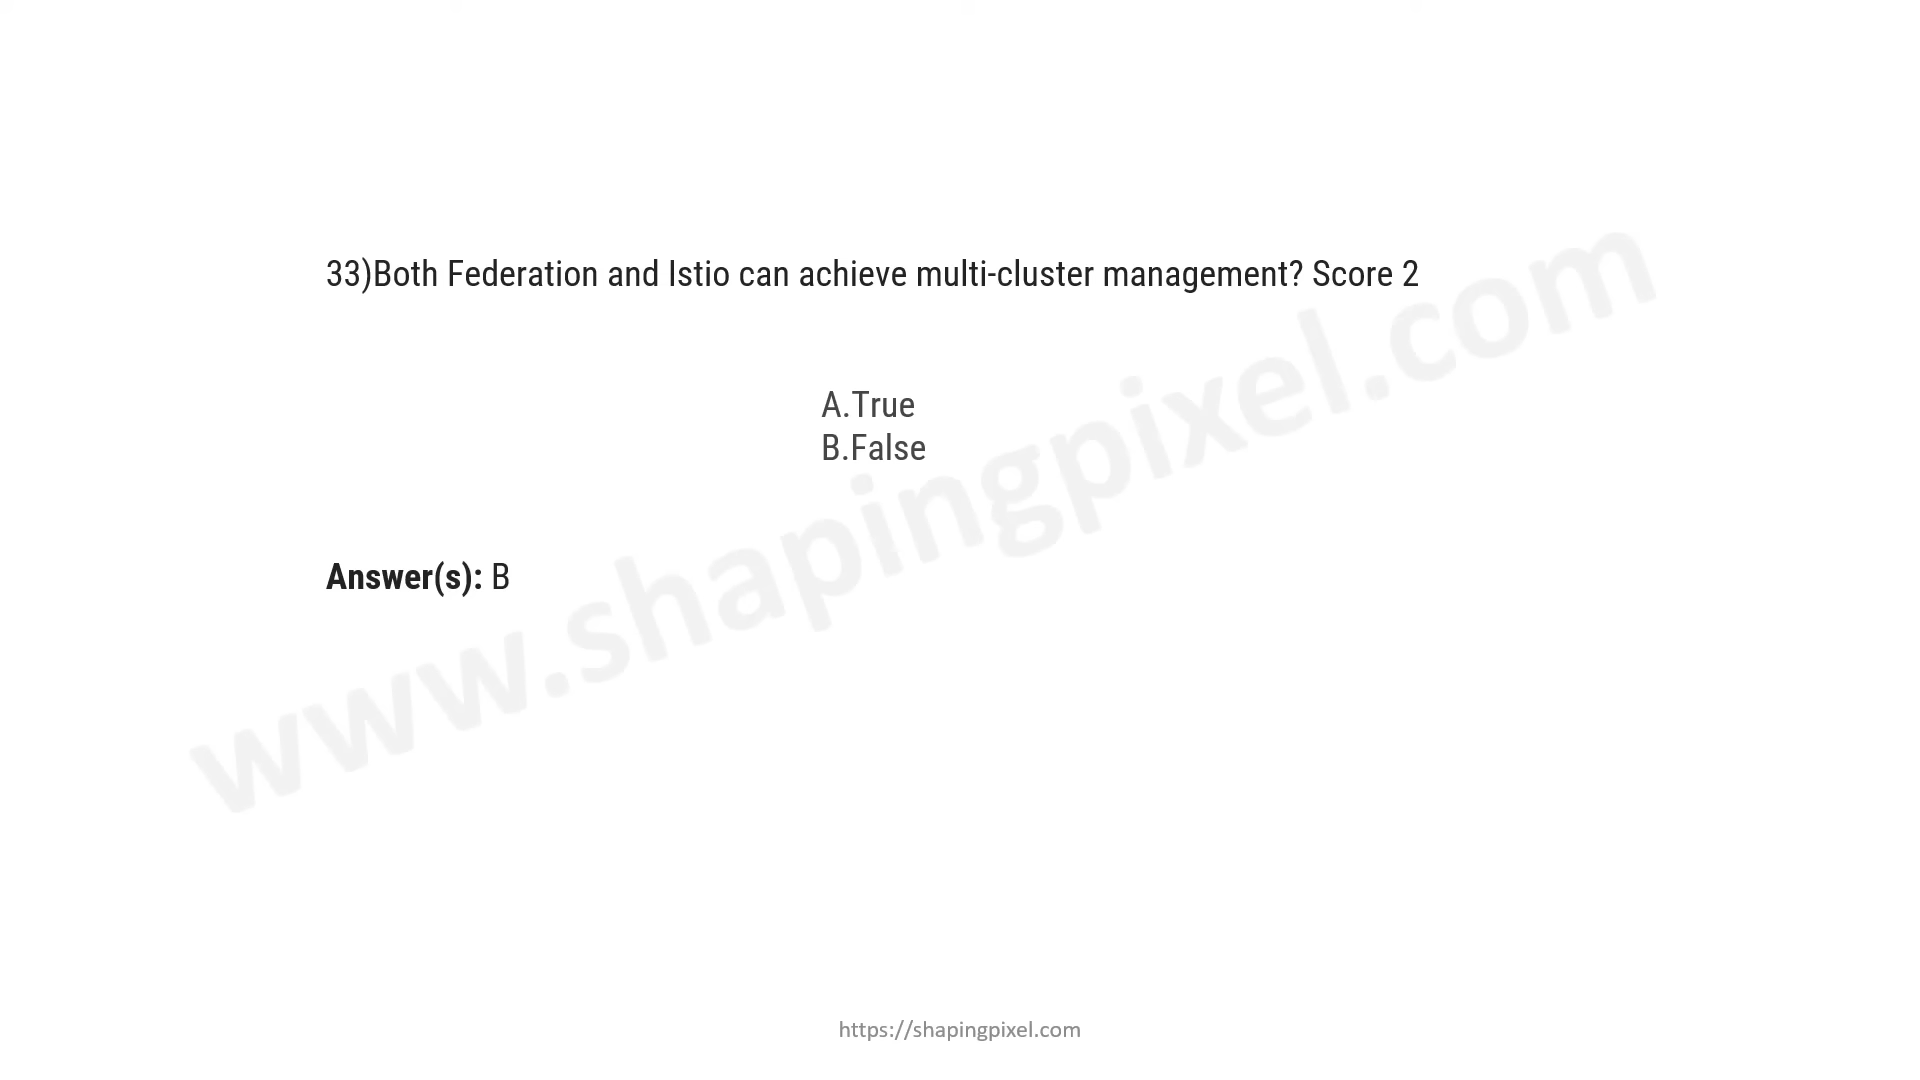 33)Both Federation and Istio can achieve multi-cluster management? Score 2
A.True
B.False
Answer(s): B
www.shapingpixel.com
https://shapingpixel.com